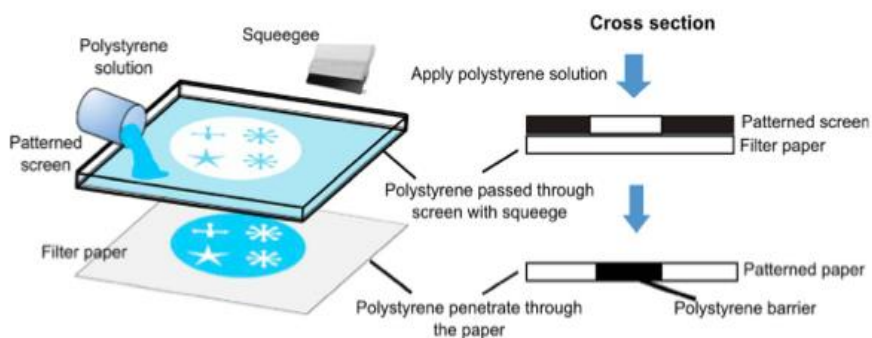 Polystyrene
solution
Squeegee
Patterned
screen
Filter paper
Polystyrene passed through
screen with squeege
Polystyrene penetrate through
the paper
Cross section
Apply polystyrene solution
Patterned screen
Filter paper
Patterned paper
Polystyrene barrier